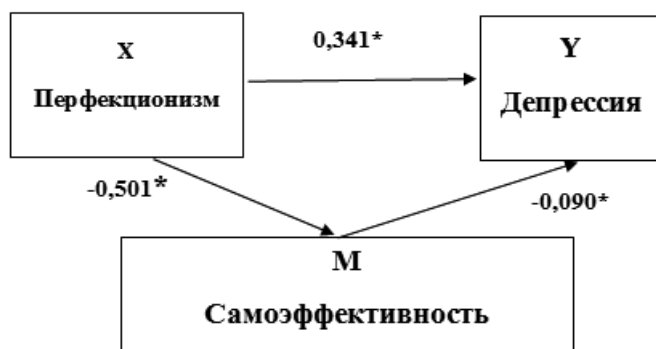 X
Перфекционизм
0,341*
Y
Депрессия
-0,501*
-0,090*
M
Самоэффективность